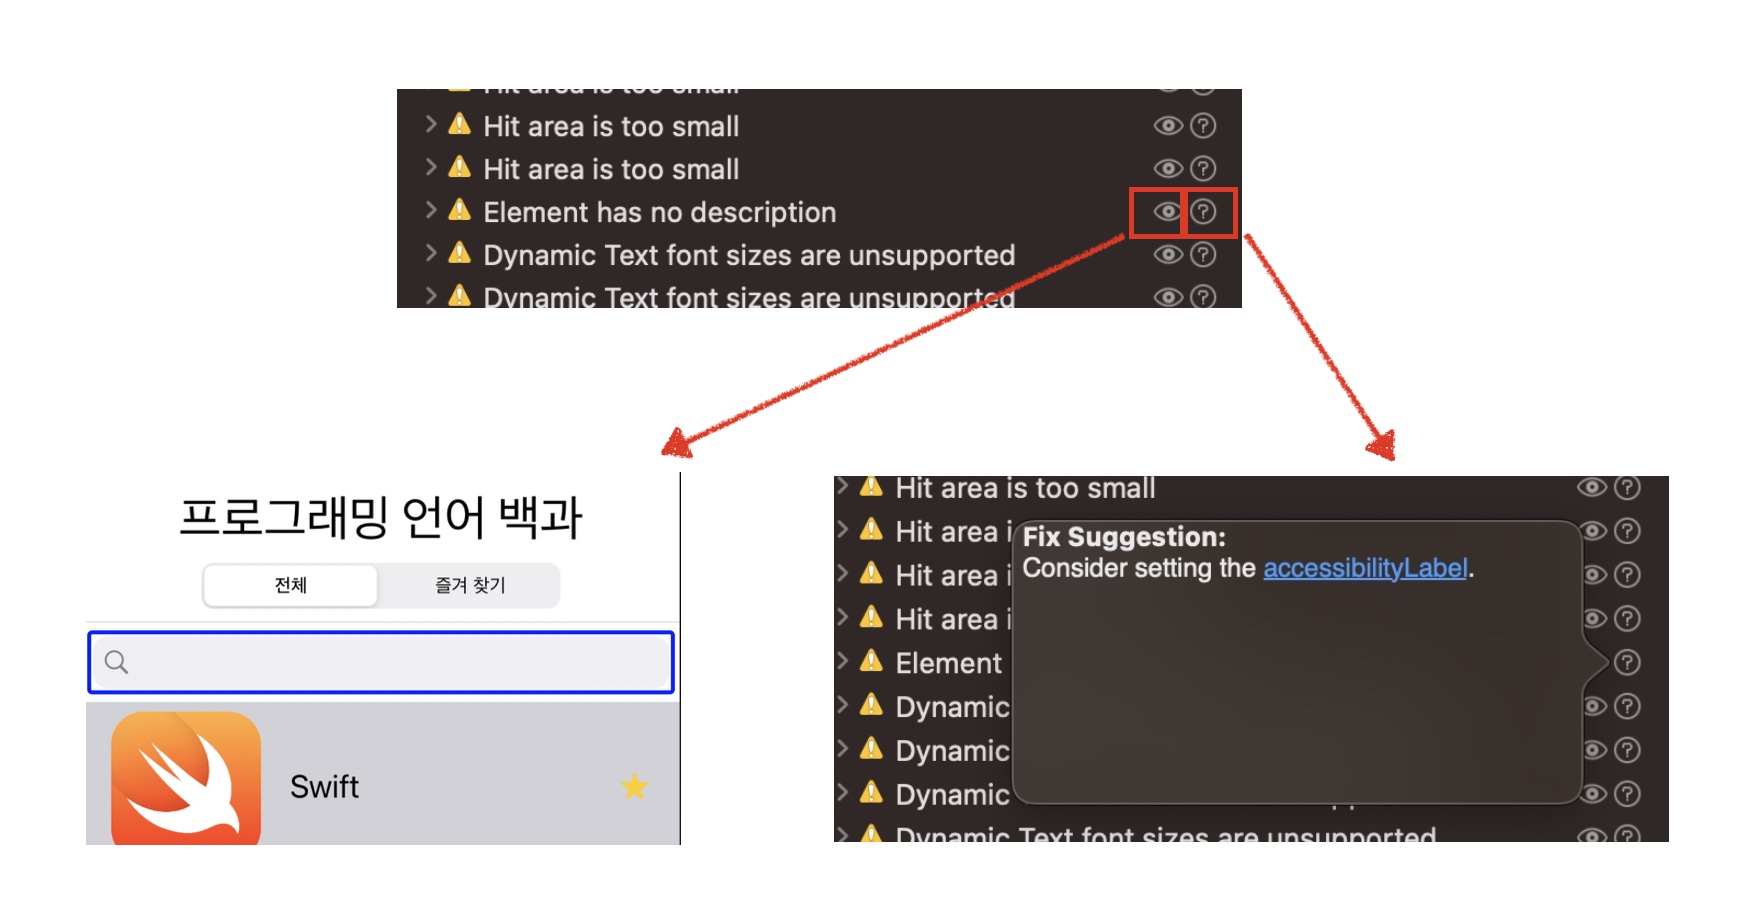 Hit area is too small
Hit area is too small
Hit area is too small
Element has no description
Dynamic Text font sizes are unsupported
Dynamic Text font sizes are unsupported
프로그래밍 언어 백과
전체
즐겨 찾기
Swift
Hit area is too small
Hit area i
Hit area i
Hit area i
Element
Dynamic
Dynamic
Dynamic
Dynamic Text font sizes are unsupported
Fix Suggestion:
Consider setting the accessibilityLabel.